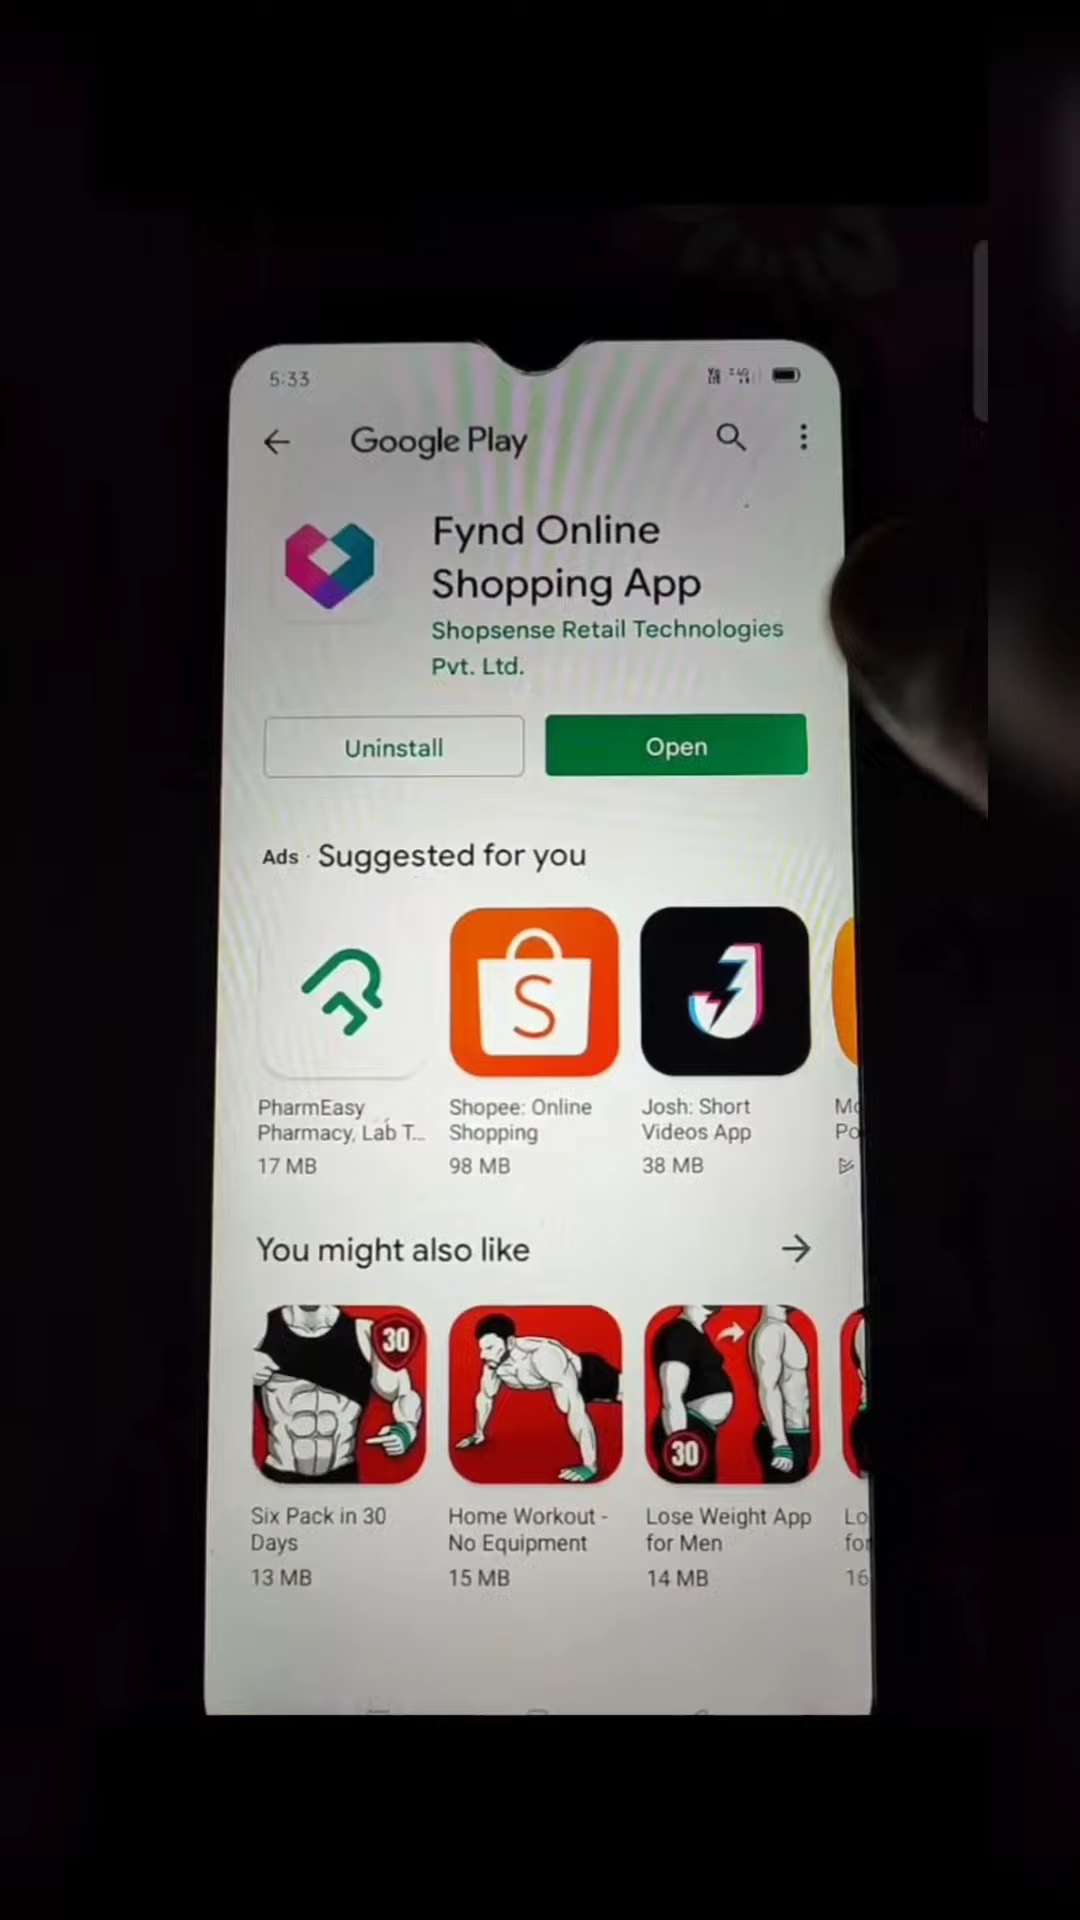 5:33
Google Play
Fynd Online
Shopping App
Shopsense Retail Technologies
Pvt. Ltd.
Uninstall
Open
Ads · Suggested for you
S
J
PharmEasy
Pharmacy, Lab T...
17 MB
Shopee: Online
Shopping
98 MB
Josh: Short
Videos App
38 MB
You might also like
30
30
Six Pack in 30
Days
13 MB
Home Workout -
No Equipment
15 MB
Lose Weight App
for Men
14 MB
16